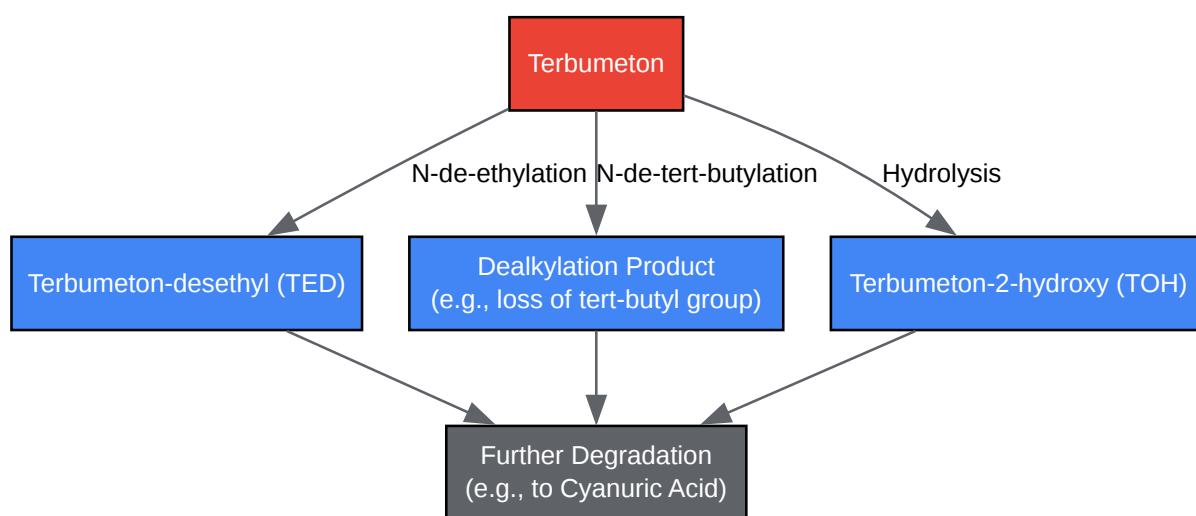 Terbumeton
N-de-ethylation
N-de-tert-butylation
Hydrolysis
Terbumeton-desethyl (TED)
Dealkylation Product
(e.g., loss of tert-butyl group)
Terbumeton-2-hydroxy (TOH)
Further Degradation
(e.g., to Cyanuric Acid)